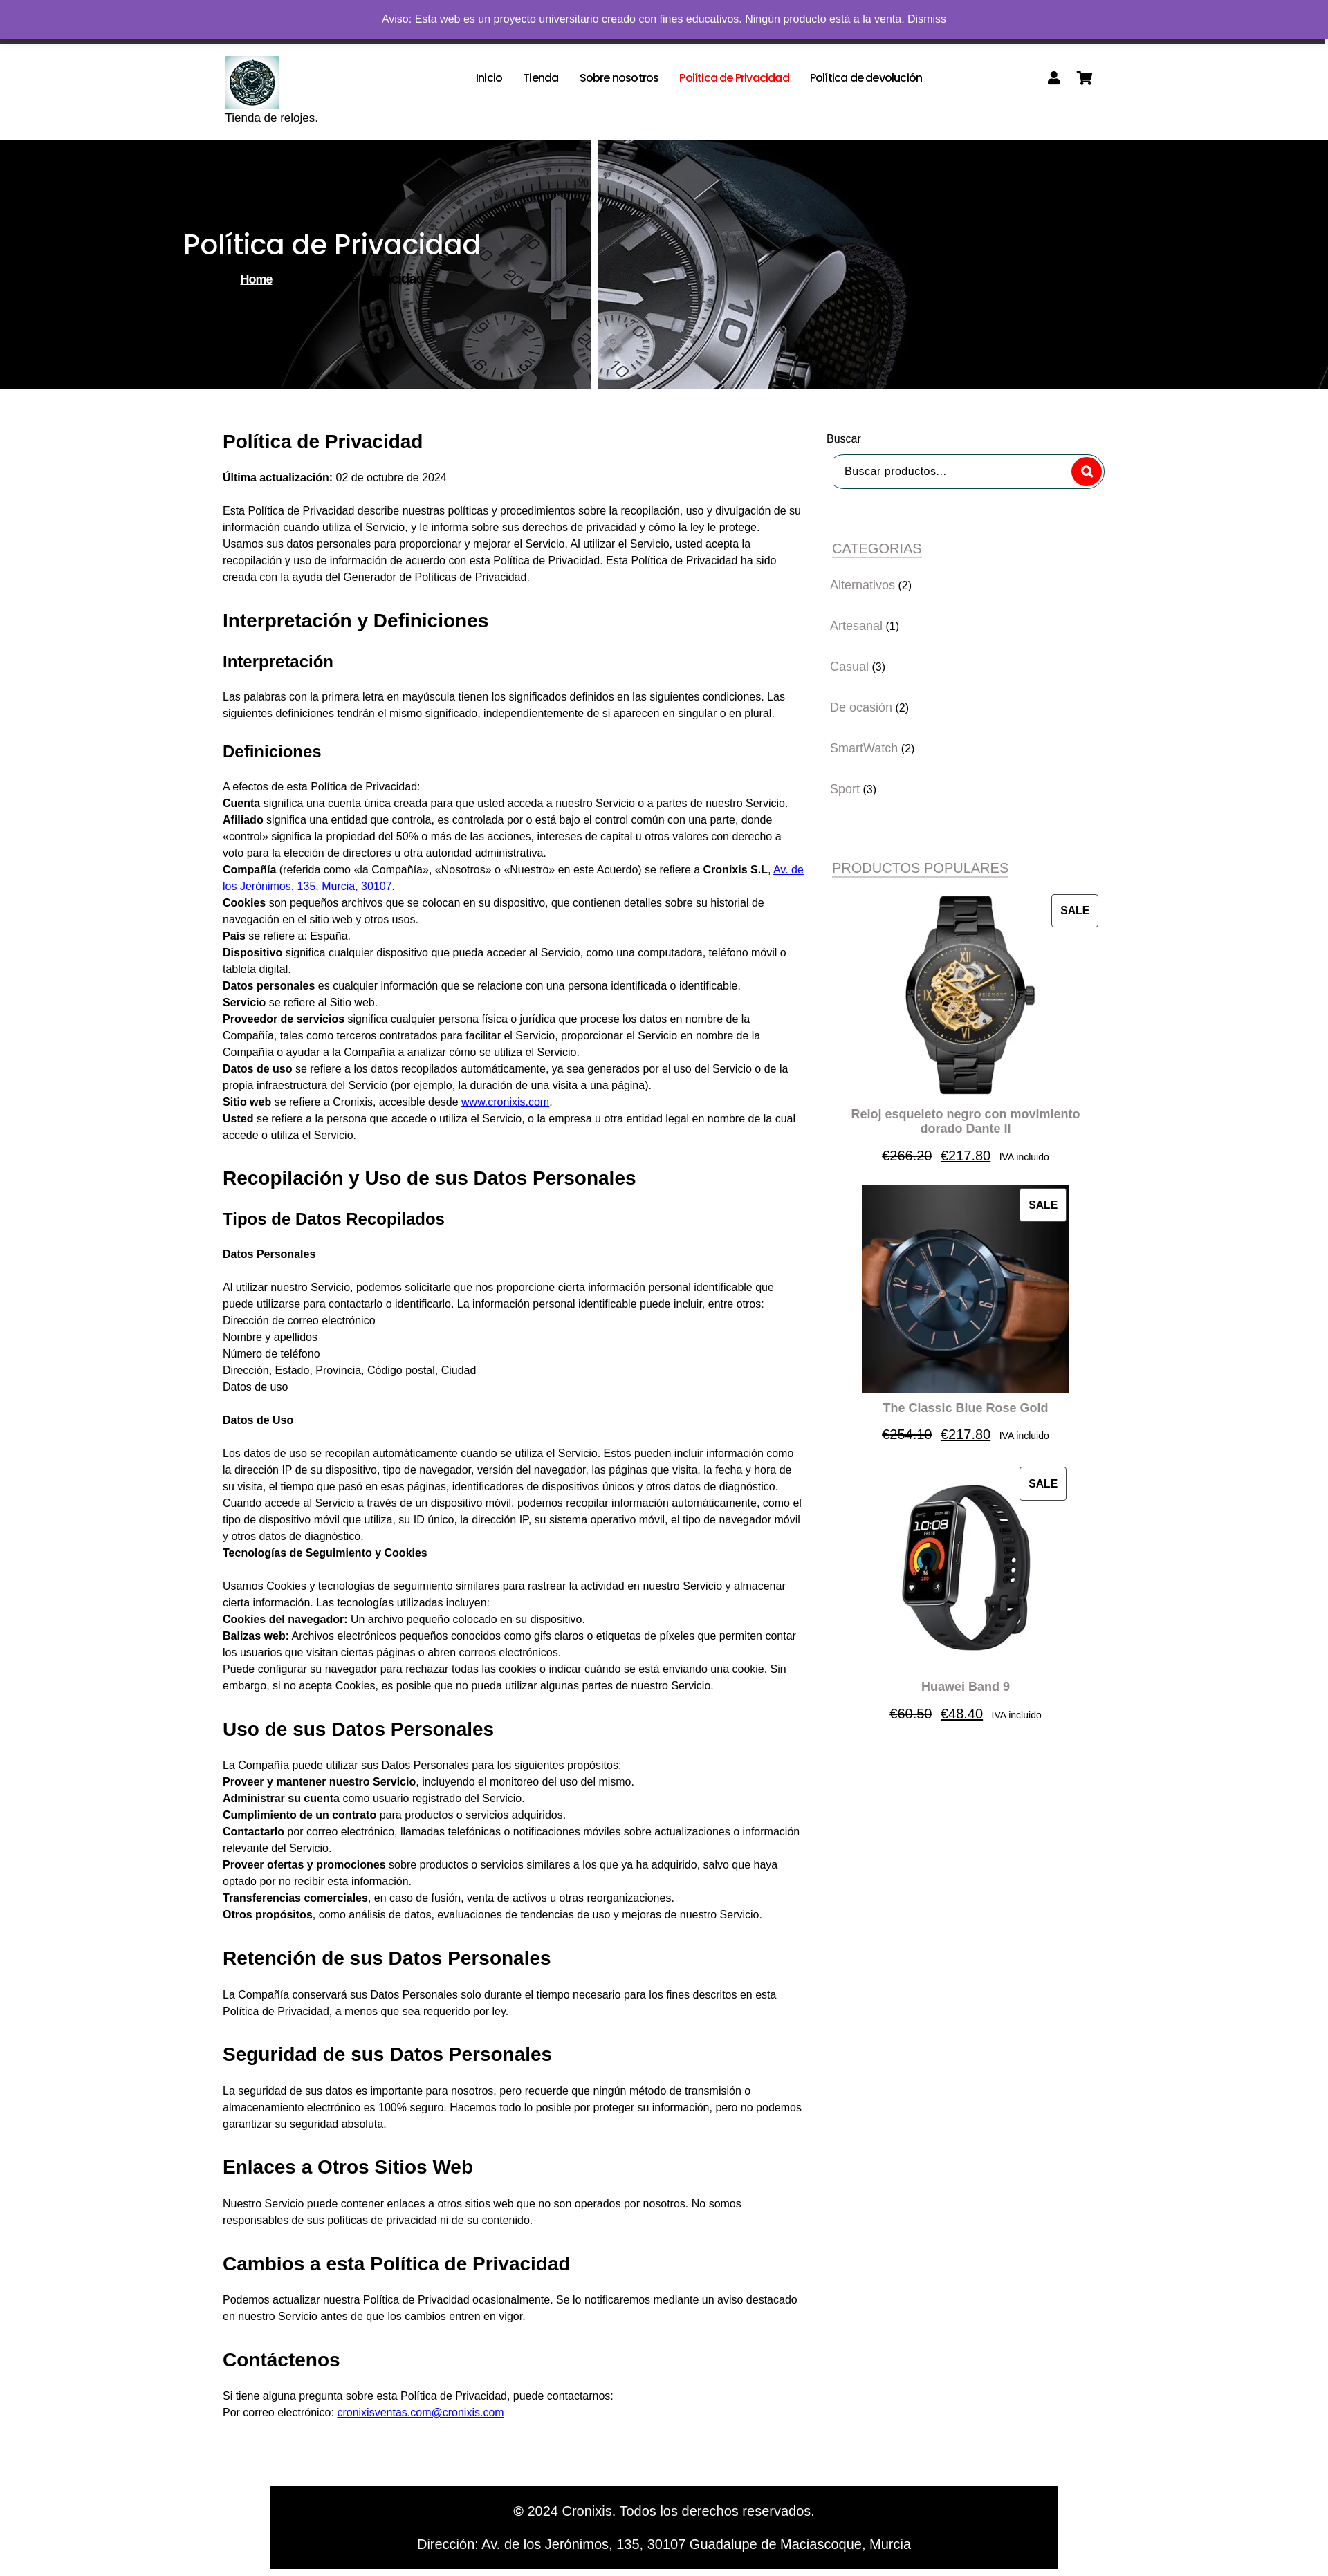 Aviso: Esta web es un proyecto universitario creado con fines educativos. Ningún producto está a la venta. Dismiss
Tienda de relojes.
Inicio
Tienda
Sobre nosotros
Política de Privacidad
Política de devolución
Política de Privacidad
Home
Política de Privacidad
Última actualización: 02 de octubre de 2024
Esta Política de Privacidad describe nuestras políticas y procedimientos sobre la recopilación, uso y divulgación de su
información cuando utiliza el Servicio, y le informa sobre sus derechos de privacidad y cómo la ley le protege.
Usamos sus datos personales para proporcionar y mejorar el Servicio. Al utilizar el Servicio, usted acepta la
recopilación y uso de información de acuerdo con esta Política de Privacidad. Esta Política de Privacidad ha sido
creada con la ayuda del Generador de Políticas de Privacidad.
Interpretación y Definiciones
Interpretación
Las palabras con la primera letra en mayúscula tienen los significados definidos en las siguientes condiciones. Las
siguientes definiciones tendrán el mismo significado, independientemente de si aparecen en singular o en plural.
Definiciones
A efectos de esta Política de Privacidad:
Cuenta significa una cuenta única creada para que usted acceda a nuestro Servicio o a partes de nuestro Servicio.
Afiliado significa una entidad que controla, es controlada por o está bajo el control común con una parte, donde
«control» significa la propiedad del 50% o más de las acciones, intereses de capital u otros valores con derecho a
voto para la elección de directores u otra autoridad administrativa.
Compañía (referida como «la Compañía», «Nosotros» o «Nuestro» en este Acuerdo) se refiere a Cronixis S.L, Av. de
los Jerónimos, 135, Murcia, 30107.
Cookies son pequeños archivos que se colocan en su dispositivo, que contienen detalles sobre su historial de
navegación en el sitio web y otros usos.
País se refiere a: España.
Dispositivo significa cualquier dispositivo que pueda acceder al Servicio, como una computadora, teléfono móvil o
tableta digital.
Datos personales es cualquier información que se relacione con una persona identificada o identificable.
Servicio se refiere al Sitio web.
Proveedor de servicios significa cualquier persona física o jurídica que procese los datos en nombre de la
Compañía, tales como terceros contratados para facilitar el Servicio, proporcionar el Servicio en nombre de la
Compañía o ayudar a la Compañía a analizar cómo se utiliza el Servicio.
Datos de uso se refiere a los datos recopilados automáticamente, ya sea generados por el uso del Servicio o de la
propia infraestructura del Servicio (por ejemplo, la duración de una visita a una página).
Sitio web se refiere a Cronixis, accesible desde www.cronixis.com.
Usted se refiere a la persona que accede o utiliza el Servicio, o la empresa u otra entidad legal en nombre de la cual
accede o utiliza el Servicio.
Recopilación y Uso de sus Datos Personales
Tipos de Datos Recopilados
Datos Personales
Al utilizar nuestro Servicio, podemos solicitarle que nos proporcione cierta información personal identificable que
puede utilizarse para contactarlo o identificarlo. La información personal identificable puede incluir, entre otros:
Dirección de correo electrónico
Nombre y apellidos
Número de teléfono
Dirección, Estado, Provincia, Código postal, Ciudad
Datos de uso
Datos de Uso
Los datos de uso se recopilan automáticamente cuando se utiliza el Servicio. Estos pueden incluir información como
la dirección IP de su dispositivo, tipo de navegador, versión del navegador, las páginas que visita, la fecha y hora de
su visita, el tiempo que pasó en esas páginas, identificadores de dispositivos únicos y otros datos de diagnóstico.
Cuando accede al Servicio a través de un dispositivo móvil, podemos recopilar información automáticamente, como el
tipo de dispositivo móvil que utiliza, su ID único, la dirección IP, su sistema operativo móvil, el tipo de navegador móvil
y otros datos de diagnóstico.
Tecnologías de Seguimiento y Cookies
Usamos Cookies y tecnologías de seguimiento similares para rastrear la actividad en nuestro Servicio y almacenar
cierta información. Las tecnologías utilizadas incluyen:
Cookies del navegador: Un archivo pequeño colocado en su dispositivo.
Balizas web: Archivos electrónicos pequeños conocidos como gifs claros o etiquetas de píxeles que permiten contar
los usuarios que visitan ciertas páginas o abren correos electrónicos.
Puede configurar su navegador para rechazar todas las cookies o indicar cuándo se está enviando una cookie. Sin
embargo, si no acepta Cookies, es posible que no pueda utilizar algunas partes de nuestro Servicio.
Uso de sus Datos Personales
La Compañía puede utilizar sus Datos Personales para los siguientes propósitos:
Proveer y mantener nuestro Servicio, incluyendo el monitoreo del uso del mismo.
Administrar su cuenta como usuario registrado del Servicio.
Cumplimiento de un contrato para productos o servicios adquiridos.
Contactarlo por correo electrónico, llamadas telefónicas o notificaciones móviles sobre actualizaciones o información
relevante del Servicio.
Proveer ofertas y promociones sobre productos o servicios similares a los que ya ha adquirido, salvo que haya
optado por no recibir esta información.
Transferencias comerciales, en caso de fusión, venta de activos u otras reorganizaciones.
Otros propósitos, como análisis de datos, evaluaciones de tendencias de uso y mejoras de nuestro Servicio.
Retención de sus Datos Personales
La Compañía conservará sus Datos Personales solo durante el tiempo necesario para los fines descritos en esta
Política de Privacidad, a menos que sea requerido por ley.
Seguridad de sus Datos Personales
La seguridad de sus datos es importante para nosotros, pero recuerde que ningún método de transmisión o
almacenamiento electrónico es 100% seguro. Hacemos todo lo posible por proteger su información, pero no podemos
garantizar su seguridad absoluta.
Enlaces a Otros Sitios Web
Nuestro Servicio puede contener enlaces a otros sitios web que no son operados por nosotros. No somos
responsables de sus políticas de privacidad ni de su contenido.
Cambios a esta Política de Privacidad
Podemos actualizar nuestra Política de Privacidad ocasionalmente. Se lo notificaremos mediante un aviso destacado
en nuestro Servicio antes de que los cambios entren en vigor.
Contáctenos
Si tiene alguna pregunta sobre esta Política de Privacidad, puede contactarnos:
Por correo electrónico: cronixisventas.com@cronixis.com
Buscar
Buscar productos...
CATEGORIAS
Alternativos (2)
Artesanal (1)
Casual (3)
De ocasión (2)
SmartWatch (2)
Sport (3)
PRODUCTOS POPULARES
SALE
Reloj esqueleto negro con movimiento
dorado Dante II
€266.20 €217.80 IVA incluido
SALE
The Classic Blue Rose Gold
€254.10 €217.80 IVA incluido
SALE
10:08
Huawei Band 9
€60.50 €48.40 IVA incluido
© 2024 Cronixis. Todos los derechos reservados.
Dirección: Av. de los Jerónimos, 135, 30107 Guadalupe de Maciascoque, Murcia